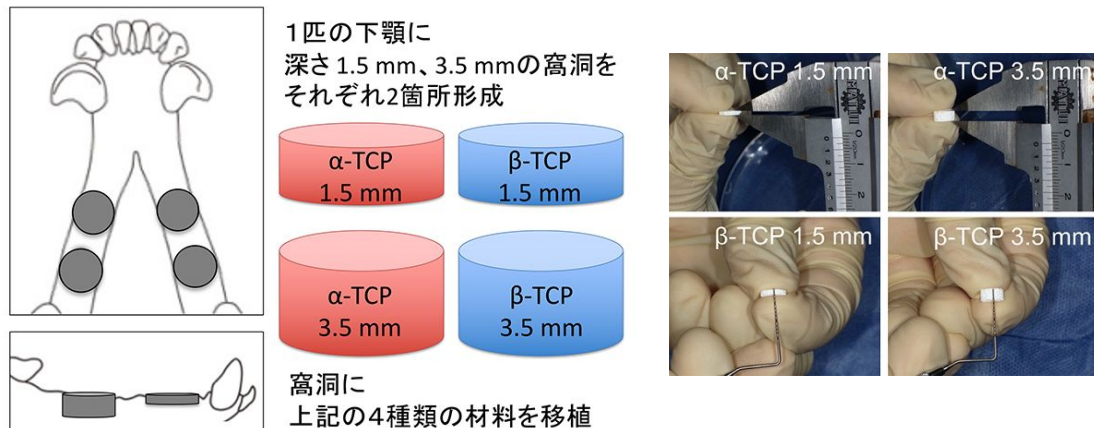 1匹の下顎に
深さ1.5 mm、3.5 mmの窩洞を
それぞれ2箇所形成
α-TCP
1.5 mm
β-TCP
1.5 mm
α-TCP
3.5 mm
β-TCP
3.5 mm
窩洞に
上記の4種類の材料を移植
α-TCP 1.5 mm
α-TCP 3.5 mm
β-TCP 1.5 mm
β-TCP 3.5 mm